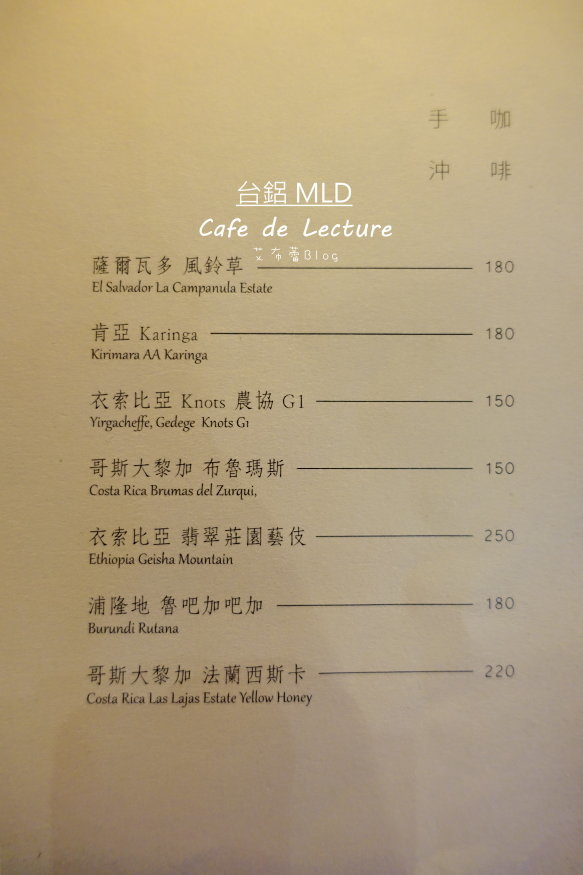 手沖
咖啡
台鋁 MLD
Cafe de Lecture
艾布蕾Blog
薩爾瓦多 風鈴草 180
El Salvador La Campanula Estate
肯亞 Karinga 180
Kirimara AA Karinga
衣索比亞 Knots 農協 G1 150
Yirgacheffe, Gedege Knots G1
哥斯大黎加 布魯瑪斯 150
Costa Rica Brumas del Zurqui,
衣索比亞 翡翠莊園藝伎 250
Ethiopia Geisha Mountain
浦隆地 魯吧加吧加 180
Burundi Rutana
哥斯大黎加 法蘭西斯卡 220
Costa Rica Las Lajas Estate Yellow Honey